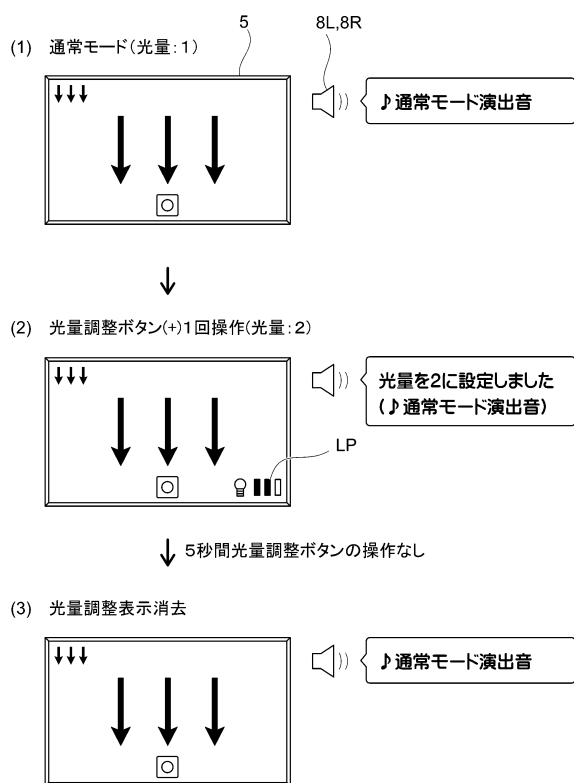 5
8L,8R
(1) 通常モード(光量:1)
♪通常モード演出音
(2) 光量調整ボタン(+)1回操作(光量:2)
光量を2に設定しました
(♪通常モード演出音)
LP
5秒間光量調整ボタンの操作なし
(3) 光量調整表示消去
♪通常モード演出音